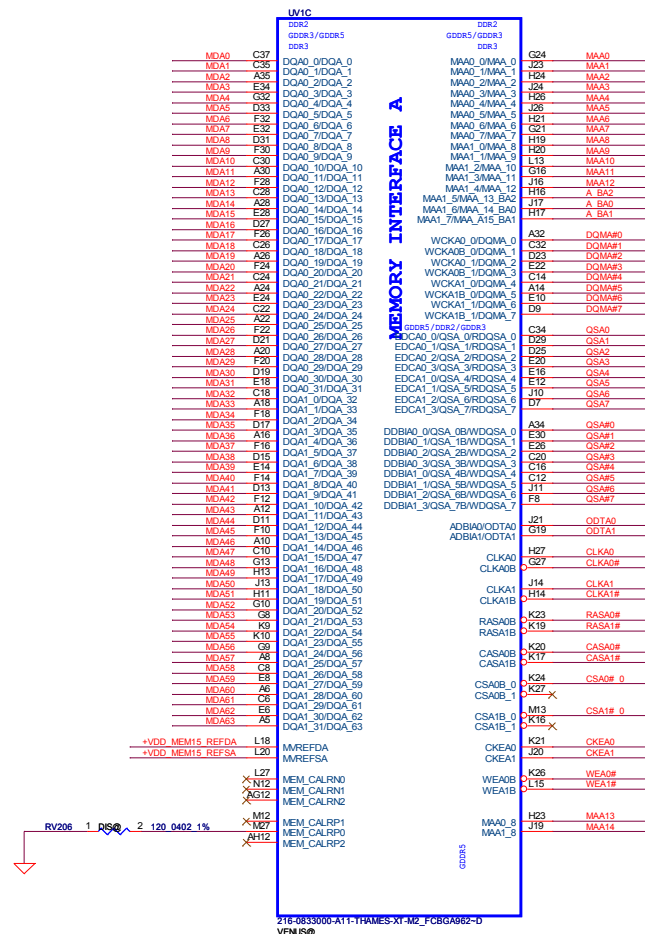 UV1C
DDR2
GDDR3/GDDR5
DDR3
DDR2
GDDR5/GDDR3
DDR3
MEMORY INTERFACE A
MDA0 C37 DQA0_0/DQA_0
MDA1 C35 DQA0_1/DQA_1
MDA2 A35 DQA0_2/DQA_2
MDA3 E34 DQA0_3/DQA_3
MDA4 G32 DQA0_4/DQA_4
MDA5 D33 DQA0_5/DQA_5
MDA6 F32 DQA0_6/DQA_6
MDA7 E32 DQA0_7/DQA_7
MDA8 D31 DQA0_8/DQA_8
MDA9 F30 DQA0_9/DQA_9
MDA10 C30 DQA0_10/DQA_10
MDA11 A30 DQA0_11/DQA_11
MDA12 F28 DQA0_12/DQA_12
MDA13 C28 DQA0_13/DQA_13
MDA14 A28 DQA0_14/DQA_14
MDA15 E28 DQA0_15/DQA_15
MDA16 D27 DQA0_16/DQA_16
MDA17 F26 DQA0_17/DQA_17
MDA18 C26 DQA0_18/DQA_18
MDA19 A26 DQA0_19/DQA_19
MDA20 F24 DQA0_20/DQA_20
MDA21 C24 DQA0_21/DQA_21
MDA22 A24 DQA0_22/DQA_22
MDA23 E24 DQA0_23/DQA_23
MDA24 C22 DQA0_24/DQA_24
MDA25 A22 DQA0_25/DQA_25
MDA26 F22 DQA0_26/DQA_26
MDA27 D21 DQA0_27/DQA_27
MDA28 A20 DQA0_28/DQA_28
MDA29 F20 DQA0_29/DQA_29
MDA30 D19 DQA0_30/DQA_30
MDA31 E18 DQA0_31/DQA_31
MDA32 C18 DQA1_0/DQA_32
MDA33 A18 DQA1_1/DQA_33
MDA34 F18 DQA1_2/DQA_34
MDA35 D17 DQA1_3/DQA_35
MDA36 A16 DQA1_4/DQA_36
MDA37 F16 DQA1_5/DQA_37
MDA38 D15 DQA1_6/DQA_38
MDA39 E14 DQA1_7/DQA_39
MDA40 F14 DQA1_8/DQA_40
MDA41 D13 DQA1_9/DQA_41
MDA42 F12 DQA1_10/DQA_42
MDA43 A12 DQA1_11/DQA_43
MDA44 D11 DQA1_12/DQA_44
MDA45 F10 DQA1_13/DQA_45
MDA46 A10 DQA1_14/DQA_46
MDA47 C10 DQA1_15/DQA_47
MDA48 G13 DQA1_16/DQA_48
MDA49 H13 DQA1_17/DQA_49
MDA50 J13 DQA1_18/DQA_50
MDA51 H11 DQA1_19/DQA_51
MDA52 G10 DQA1_20/DQA_52
MDA53 G8 DQA1_21/DQA_53
MDA54 K9 DQA1_22/DQA_54
MDA55 K10 DQA1_23/DQA_55
MDA56 G9 DQA1_24/DQA_56
MDA57 A8 DQA1_25/DQA_57
MDA58 C8 DQA1_26/DQA_58
MDA59 E8 DQA1_27/DQA_59
MDA60 A6 DQA1_28/DQA_60
MDA61 C6 DQA1_29/DQA_61
MDA62 E6 DQA1_30/DQA_62
MDA63 A5 DQA1_31/DQA_63
+VDD_MEM15_REFDA L18 MVREFDA
+VDD_MEM15_REFSA L20 MVREFSA
L27 MEM_CALRN0
N12 MEM_CALRN1
AG12 MEM_CALRN2
M12 MEM_CALRP1
RV206 1 DIS@ 2 120_0402_1% M27 MEM_CALRP0
AH12 MEM_CALRP2
MAA0_0/MAA_0 G24 MAA0
MAA0_1/MAA_1 J23 MAA1
MAA0_2/MAA_2 H24 MAA2
MAA0_3/MAA_3 J24 MAA3
MAA0_4/MAA_4 H26 MAA4
MAA0_5/MAA_5 J26 MAA5
MAA0_6/MAA_6 H21 MAA6
MAA0_7/MAA_7 G21 MAA7
MAA1_0/MAA_8 H19 MAA8
MAA1_1/MAA_9 H20 MAA9
MAA1_2/MAA_10 L13 MAA10
MAA1_3/MAA_11 G16 MAA11
MAA1_4/MAA_12 J16 MAA12
MAA1_5/MAA_13_BA2 H16 A_BA2
MAA1_6/MAA_14_BA0 J17 A_BA0
MAA1_7/MAA_A15_BA1 H17 A_BA1
WCKA0_0/DQMA_0 A32 DQMA#0
WCKA0B_0/DQMA_1 C32 DQMA#1
WCKA0_1/DQMA_2 D23 DQMA#2
WCKA0B_1/DQMA_3 E22 DQMA#3
WCKA1_0/DQMA_4 C14 DQMA#4
WCKA1B_0/DQMA_5 A14 DQMA#5
WCKA1_1/DQMA_6 E10 DQMA#6
WCKA1B_1/DQMA_7 D9 DQMA#7
GDDR5/DDR2/GDDR3
EDCA0_0/QSA_0/RDQSA_0 C34 QSA0
EDCA0_1/QSA_1/RDQSA_1 D29 QSA1
EDCA0_2/QSA_2/RDQSA_2 D25 QSA2
EDCA0_3/QSA_3/RDQSA_3 E20 QSA3
EDCA1_0/QSA_4/RDQSA_4 E16 QSA4
EDCA1_1/QSA_5/RDQSA_5 E12 QSA5
EDCA1_2/QSA_6/RDQSA_6 J10 QSA6
EDCA1_3/QSA_7/RDQSA_7 D7 QSA7
DDBIA0_0/QSA_0B/WDQSA_0 A34 QSA#0
DDBIA0_1/QSA_1B/WDQSA_1 E30 QSA#1
DDBIA0_2/QSA_2B/WDQSA_2 E26 QSA#2
DDBIA0_3/QSA_3B/WDQSA_3 C20 QSA#3
DDBIA1_0/QSA_4B/WDQSA_4 C16 QSA#4
DDBIA1_1/QSA_5B/WDQSA_5 C12 QSA#5
DDBIA1_2/QSA_6B/WDQSA_6 J11 QSA#6
DDBIA1_3/QSA_7B/WDQSA_7 F8 QSA#7
ADBIA0/ODTA0 J21 ODTA0
ADBIA1/ODTA1 G19 ODTA1
CLKA0 H27 CLKA0
CLKA0B G27 CLKA0#
CLKA1 J14 CLKA1
CLKA1B H14 CLKA1#
RASA0B K23 RASA0#
RASA1B K19 RASA1#
CASA0B K20 CASA0#
CASA1B K17 CASA1#
CSA0B_0 K24 CSA0#_0
CSA0B_1 K27
CSA1B_0 M13 CSA1#_0
CSA1B_1 K16
CKEA0 K21 CKEA0
CKEA1 J20 CKEA1
WEA0B K26 WEA0#
WEA1B L15 WEA1#
MAA0_8 H23 MAA13
MAA1_8 J19 MAA14
GDDR5
216-0833000-A11-THAMES-XT-M2_FCBGA962~D
VENUS@